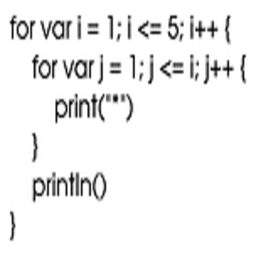 for var i = 1; i <= 5; i++ {
for var j = 1; j <= i; j++ {
print("*")
}
println()
}